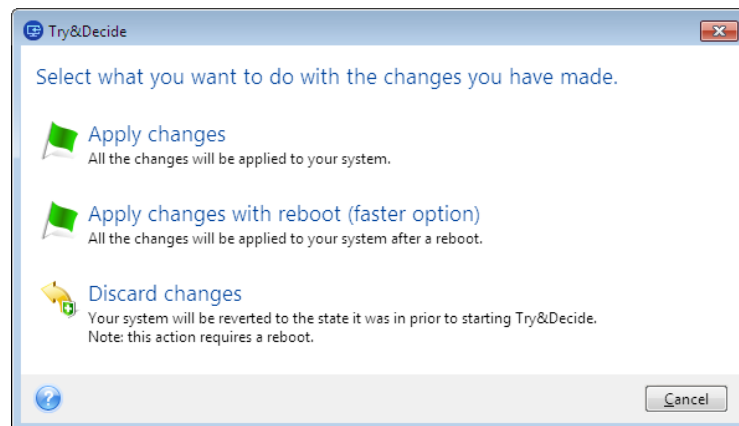 Try&Decide
Select what you want to do with the changes you have made.
Apply changes
All the changes will be applied to your system.
Apply changes with reboot (faster option)
All the changes will be applied to your system after a reboot.
Discard changes
Your system will be reverted to the state it was in prior to starting Try&Decide.
Note: this action requires a reboot.
Cancel